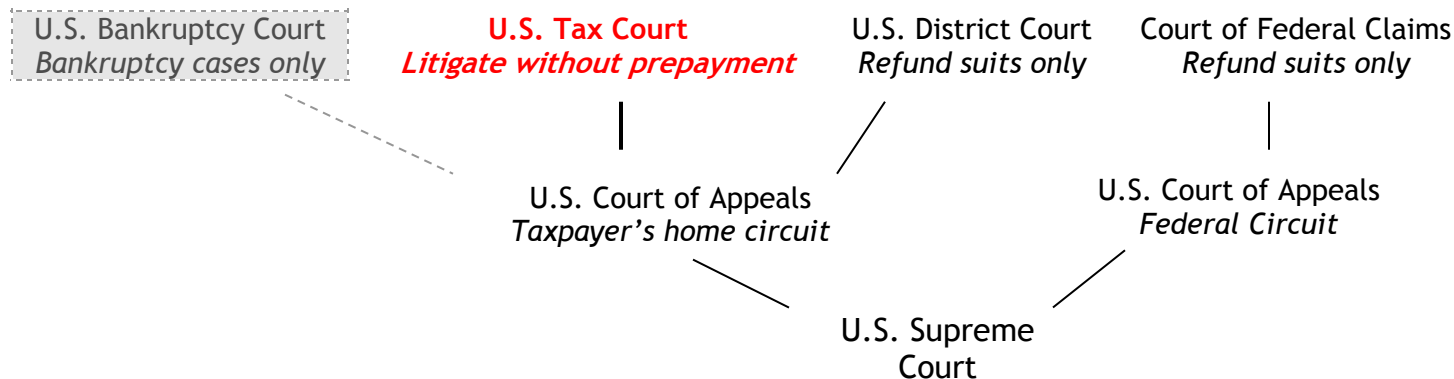 U.S. Bankruptcy Court
Bankruptcy cases only
U.S. Tax Court
Litigate without prepayment
U.S. District Court
Refund suits only
Court of Federal Claims
Refund suits only
U.S. Court of Appeals
Taxpayer’s home circuit
U.S. Court of Appeals
Federal Circuit
U.S. Supreme
Court